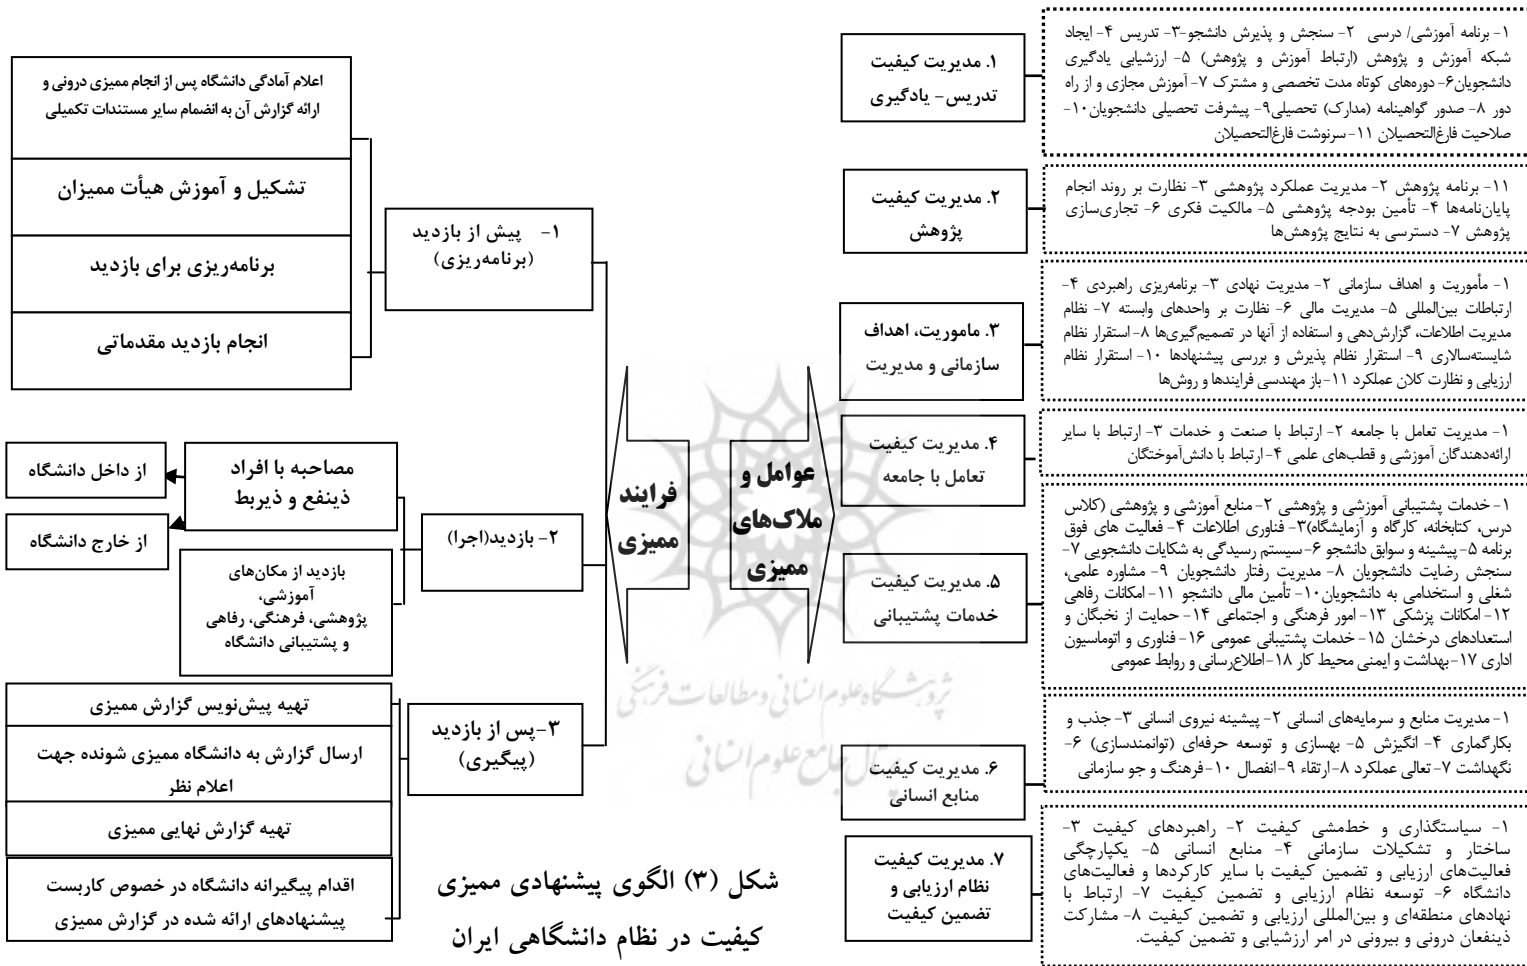 ۱- برنامه آموزشی/ درسی ۲- سنجش و پذیرش دانشجو-۳- تدریس ۴- ایجاد
شبکه آموزش و پژوهش (ارتباط آموزش و پژوهش) ۵- ارزشیابی یادگیری
دانشجویان۶- دوره‌های کوتاه مدت تخصصی و مشترک ۷- آموزش مجازی و از راه
دور ۸- صدور گواهینامه (مدارک) تحصیلی۹- پیشرفت تحصیلی دانشجویان۱۰-
صلاحیت فارغ‌التحصیلان ۱۱- سرنوشت فارغ‌التحصیلان
۱. مدیریت کیفیت
تدریس- یادگیری
۱۱- برنامه پژوهش ۲- مدیریت عملکرد پژوهشی ۳- نظارت بر روند انجام
پایان‌نامه‌ها ۴- تأمین بودجه پژوهشی ۵- مالکیت فکری ۶- تجاری‌سازی
پژوهش ۷- دسترسی به نتایج پژوهش‌ها
۲. مدیریت کیفیت
پژوهش
۱- مأموریت و اهداف سازمانی ۲- مدیریت نهادی ۳- برنامه‌ریزی راهبردی ۴-
ارتباطات بین‌المللی ۵- مدیریت مالی ۶- نظارت بر واحدهای وابسته ۷- نظام
مدیریت اطلاعات، گزارش‌دهی و استفاده از آنها در تصمیم‌گیری‌ها ۸- استقرار نظام
شایسته‌سالاری ۹- استقرار نظام پذیرش و بررسی پیشنهادها ۱۰- استقرار نظام
ارزیابی و نظارت کلان عملکرد ۱۱-باز مهندسی فرایندها و روش‌ها
۳. ماموریت، اهداف
سازمانی و مدیریت
۱- مدیریت تعامل با جامعه ۲- ارتباط با صنعت و خدمات ۳- ارتباط با سایر
ارائه‌دهندگان آموزشی و قطب‌های علمی ۴- ارتباط با دانش‌آموختگان
۴. مدیریت کیفیت
تعامل با جامعه
۱- خدمات پشتیبانی آموزشی و پژوهشی ۲- منابع آموزشی و پژوهشی (کلاس
درس، کتابخانه، کارگاه و آزمایشگاه)۳- فناوری اطلاعات ۴- فعالیت های فوق
برنامه ۵- پیشینه و سوابق دانشجو ۶-سیستم رسیدگی به شکایات دانشجویی ۷-
سنجش رضایت دانشجویان ۸- مدیریت رفتار دانشجویان ۹- مشاوره علمی،
شغلی و استخدامی به دانشجویان۱۰- تأمین مالی دانشجو ۱۱- امکانات رفاهی
۱۲- امکانات پزشکی ۱۳- امور فرهنگی و اجتماعی ۱۴- حمایت از نخبگان و
استعدادهای درخشان ۱۵- خدمات پشتیبانی عمومی ۱۶- فناوری و اتوماسیون
اداری ۱۷-بهداشت و ایمنی محیط کار ۱۸-اطلاع‌رسانی و روابط عمومی
۵. مدیریت کیفیت
خدمات پشتیبانی
۱- مدیریت منابع و سرمایه‌های انسانی ۲- پیشینه نیروی انسانی ۳- جذب و
بکارگماری ۴- انگیزش ۵- بهسازی و توسعه حرفه‌ای (توانمندسازی) ۶-
نگهداشت ۷- تعالی عملکرد ۸- ارتقاء ۹-انفصال ۱۰-فرهنگ و جو سازمانی
۶. مدیریت کیفیت
منابع انسانی
۱- سیاستگذاری و خط‌مشی کیفیت ۲- راهبردهای کیفیت ۳-
ساختار و تشکیلات سازمانی ۴- منابع انسانی ۵- یکپارچگی
فعالیت‌های ارزیابی و تضمین کیفیت با سایر کارکردها و فعالیت‌های
دانشگاه ۶- توسعه نظام ارزیابی و تضمین کیفیت ۷- ارتباط با
نهادهای منطقه‌ای و بین‌المللی ارزیابی و تضمین کیفیت ۸- مشارکت
ذینفعان درونی و بیرونی در امر ارزشیابی و تضمین کیفیت.
۷. مدیریت کیفیت
نظام ارزیابی و
تضمین کیفیت
عوامل و
ملاک‌های
ممیزی
فرایند
ممیزی
۱- پیش از بازدید
(برنامه‌ریزی)
اعلام آمادگی دانشگاه پس از انجام ممیزی درونی و
ارائه گزارش آن به انضمام سایر مستندات تکمیلی
تشکیل و آموزش هیأت ممیزان
برنامه‌ریزی برای بازدید
انجام بازدید مقدماتی
۲- بازدید(اجرا)
مصاحبه با افراد
ذینفع و ذیربط
از داخل دانشگاه
از خارج دانشگاه
بازدید از مکان‌های
آموزشی،
پژوهشی، فرهنگی، رفاهی
و پشتیبانی دانشگاه
۳-پس از بازدید
(پیگیری)
تهیه پیش‌نویس گزارش ممیزی
ارسال گزارش به دانشگاه ممیزی شونده جهت
اعلام نظر
تهیه گزارش نهایی ممیزی
اقدام پیگیرانه دانشگاه در خصوص کاربست
پیشنهادهای ارائه شده در گزارش ممیزی
پژوهشگاه علوم انسانی و مطالعات فرهنگی
پرتال جامع علوم انسانی
شکل (۳) الگوی پیشنهادی ممیزی
کیفیت در نظام دانشگاهی ایران